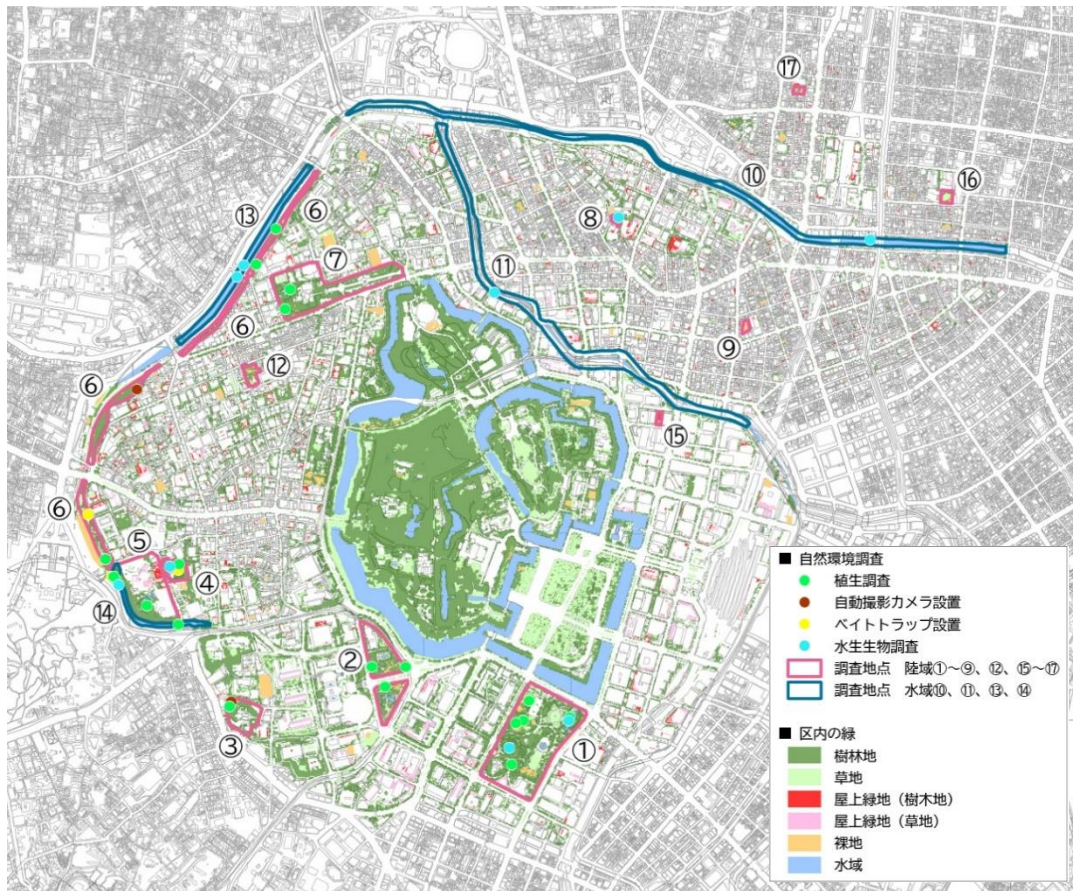 ⑰
⑩
⑯
⑬
⑥
⑧
⑦
⑪
⑥
⑨
⑫
⑥
⑮
⑥
⑤
④
⑭
②
③
①
■ 自然環境調査
植生調査
自動撮影カメラ設置
ベイトトラップ設置
水生生物調査
調査地点 陸域①~⑨、⑫、⑮~⑰
調査地点 水域⑩、⑪、⑬、⑭
■ 区内の緑
樹林地
草地
屋上緑地（樹木地）
屋上緑地（草地）
裸地
水域